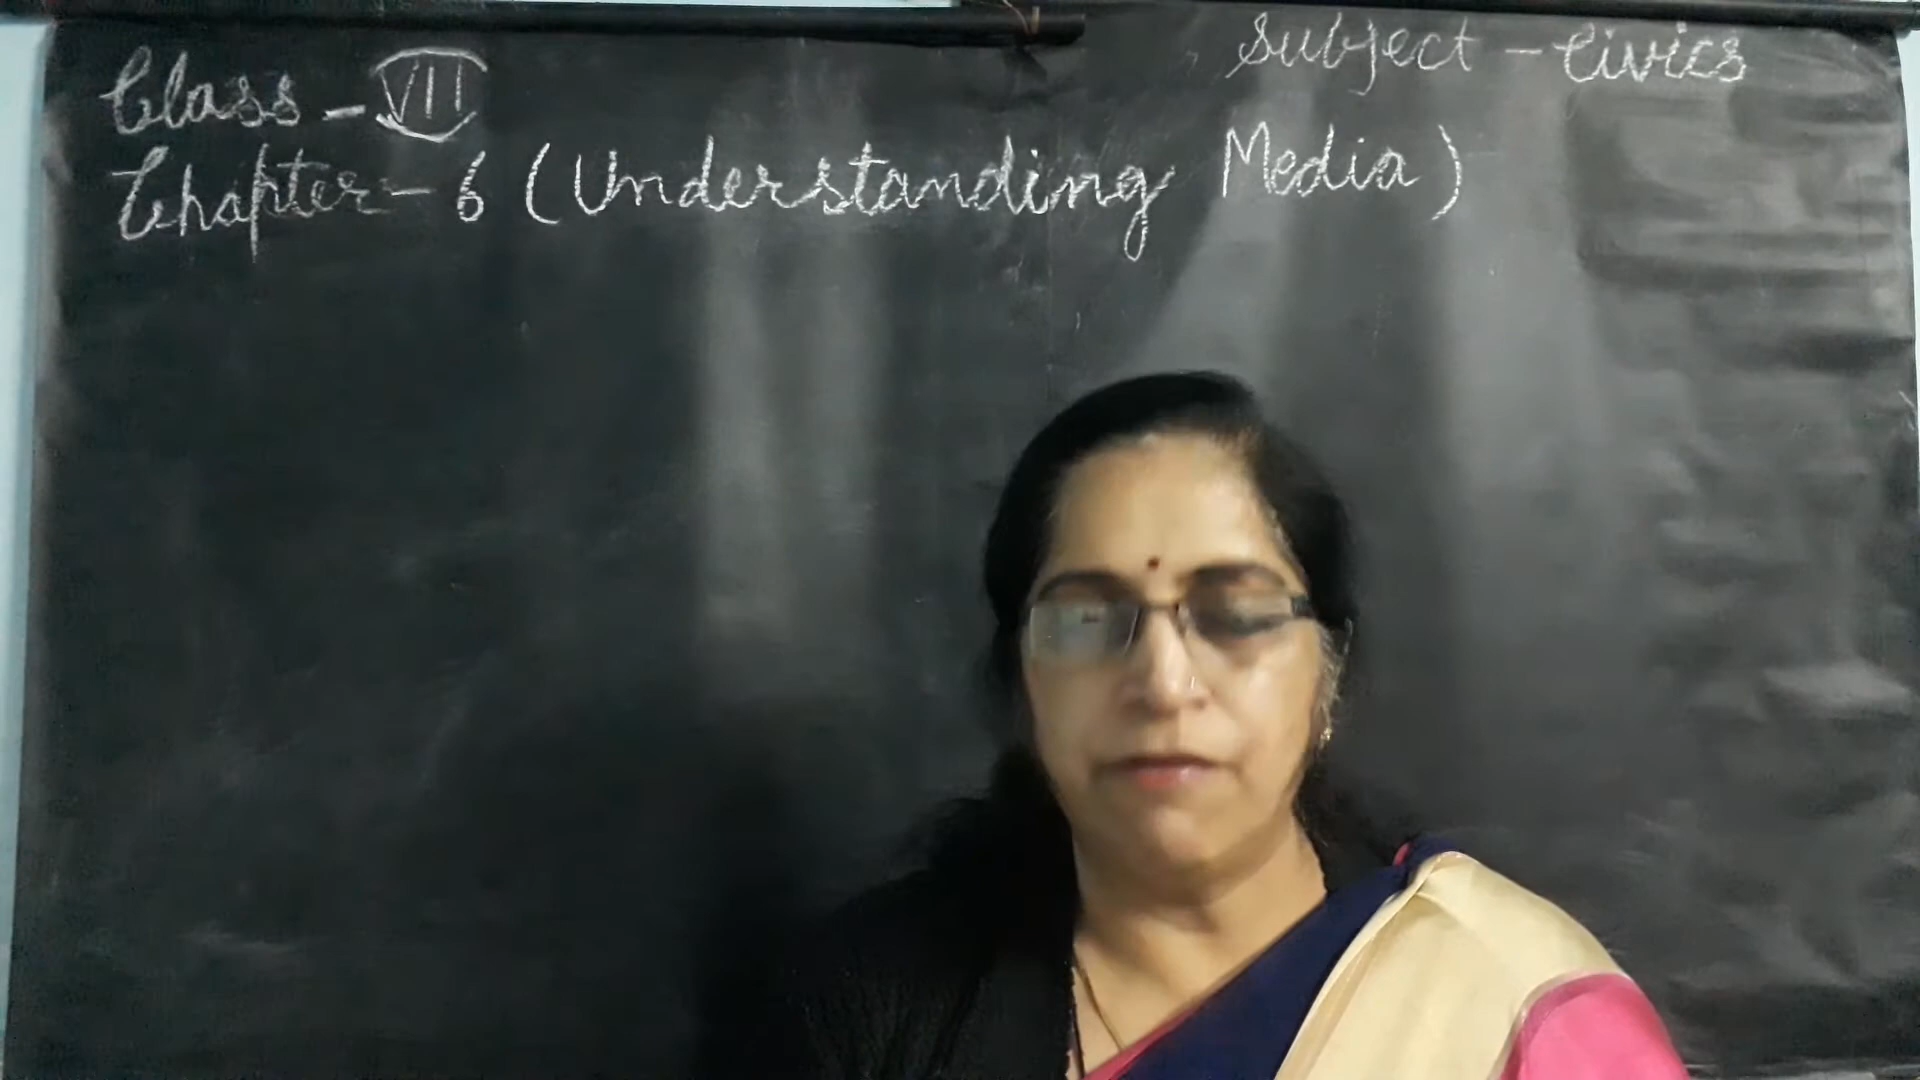 Class - VII
Subject - Civics
Chapter - 6 (Understanding Media)